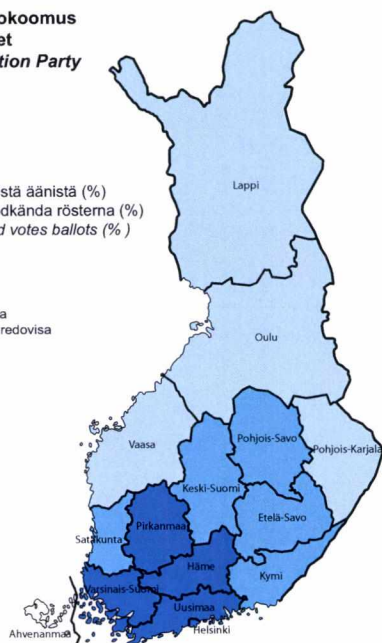 okoomus
et
tion Party
stä äänistä (%)
dkända rösterna (%)
d votes ballots (% )
a
redovisa
Lappi
Oulu
Vaasa
Pohjois-Savo
Pohjois-Karjala
Keski-Suomi
Pirkanmaa
Etelä-Savo
Satakunta
Häme
Kymi
Varsinais-Suomi
Uusimaa
Ahvenanmaa
Helsinki